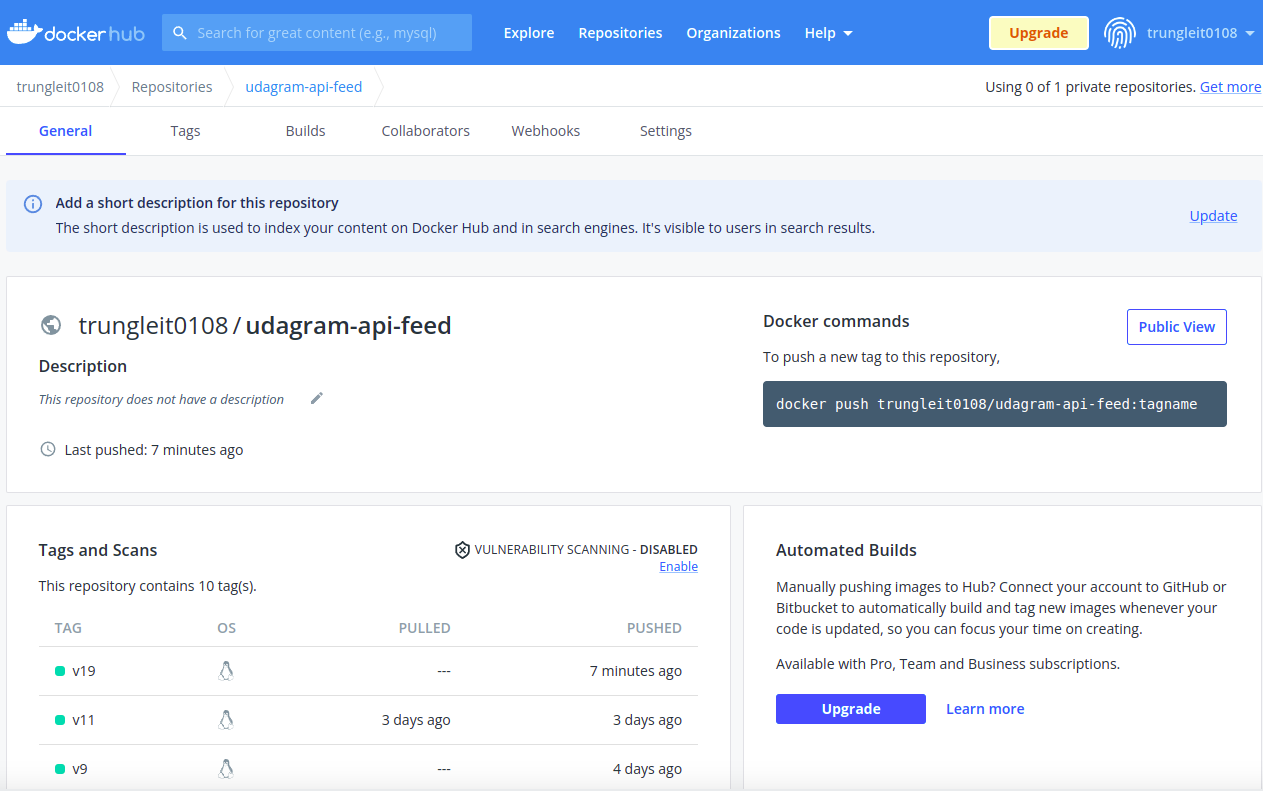 dockerhub Search for great content (e.g., mysql) Explore Repositories Organizations Help Upgrade trungleit0108
trungleit0108 Repositories udagram-api-feed Using 0 of 1 private repositories. Get more
General Tags Builds Collaborators Webhooks Settings
Add a short description for this repository
The short description is used to index your content on Docker Hub and in search engines. It's visible to users in search results.
Update
trungleit0108 / udagram-api-feed
Description
This repository does not have a description
Last pushed: 7 minutes ago
Docker commands
Public View
To push a new tag to this repository,
docker push trungleit0108/udagram-api-feed:tagname
Tags and Scans
VULNERABILITY SCANNING - DISABLED
Enable
This repository contains 10 tag(s).
TAG OS PULLED PUSHED
v19 --- 7 minutes ago
v11 3 days ago 3 days ago
v9 --- 4 days ago
Automated Builds
Manually pushing images to Hub? Connect your account to GitHub or
Bitbucket to automatically build and tag new images whenever your
code is updated, so you can focus your time on creating.
Available with Pro, Team and Business subscriptions.
Upgrade Learn more